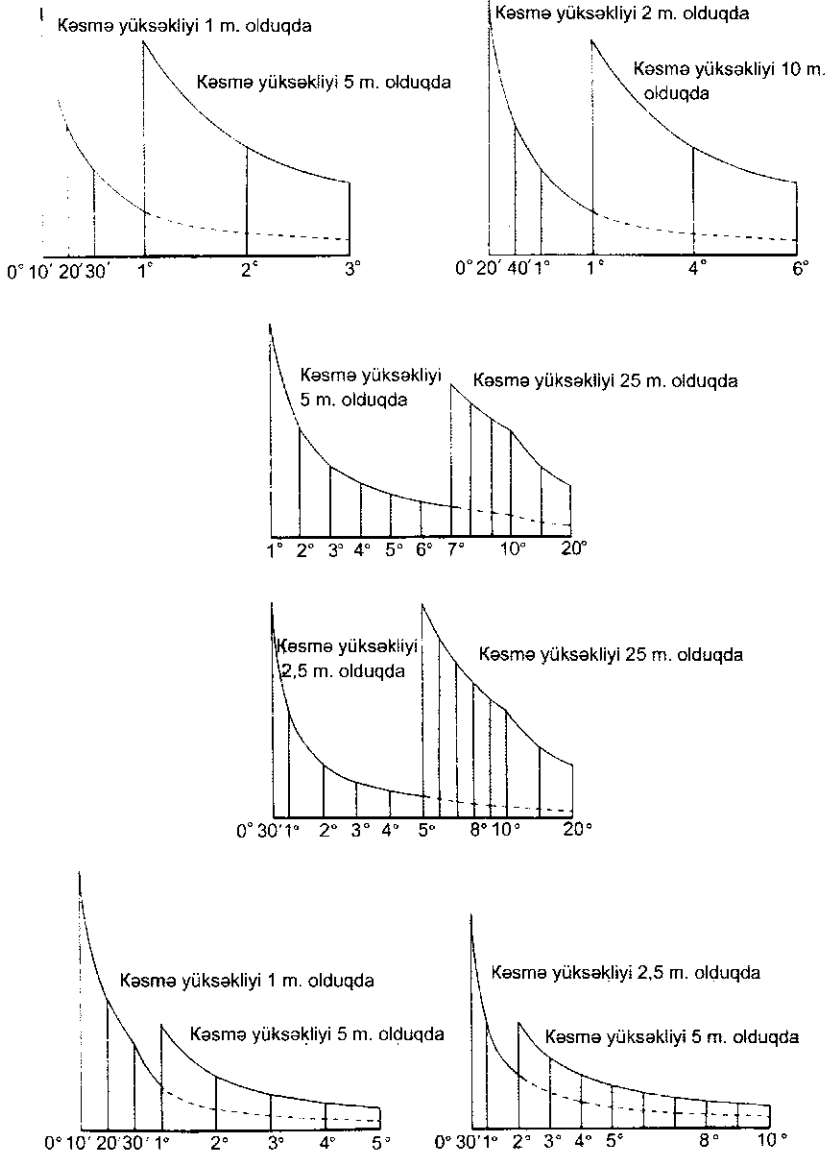 Kəsmə yüksəkliyi 1 m. olduqda
Kəsmə yüksəkliyi 5 m. olduqda
0° 10′ 20′ 30′ 1° 2° 3°
Kəsmə yüksəkliyi 2 m. olduqda
Kəsmə yüksəkliyi 10 m.
olduqda
0° 20′ 40′ 1° 1° 4° 6°
Kəsmə yüksəkliyi
5 m. olduqda
Kəsmə yüksəkliyi 25 m. olduqda
1° 2° 3° 4° 5° 6° 7° 10° 20°
Kəsmə yüksəkliyi
2,5 m. olduqda
Kəsmə yüksəkliyi 25 m. olduqda
0° 30′ 1° 2° 3° 4° 5° 8° 10° 20°
Kəsmə yüksəkliyi 1 m. olduqda
Kəsmə yüksəkliyi 5 m. olduqda
0° 10′ 20′ 30′ 1° 2° 3° 4° 5°
Kəsmə yüksəkliyi 2,5 m. olduqda
Kəsmə yüksəkliyi 5 m. olduqda
0° 30′ 1° 2° 3° 4° 5° 8° 10°